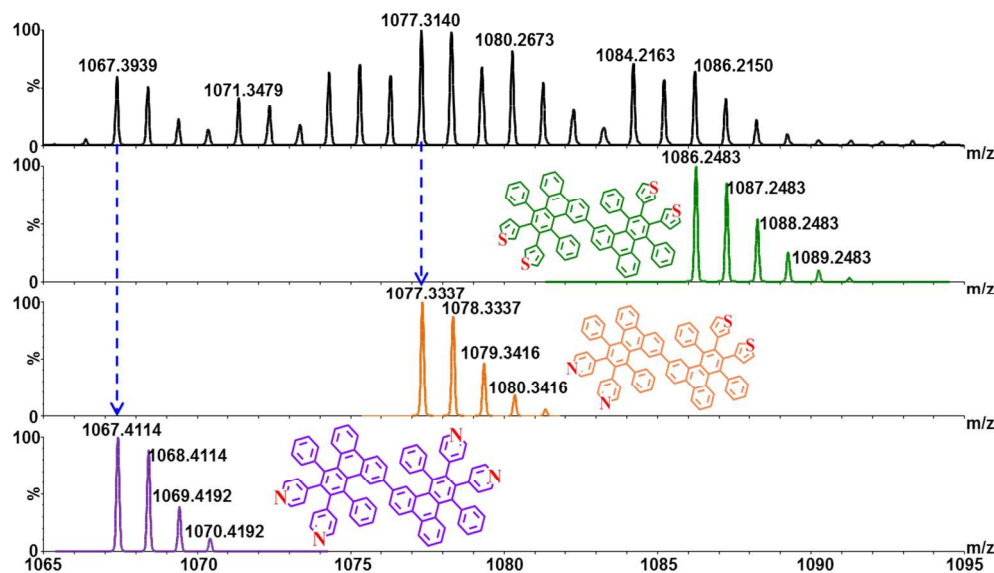 100
%
0
1067.3939
1071.3479
1077.3140
1080.2673
1084.2163
1086.2150
m/z
100
%
0
S
S
S
S
1086.2483
1087.2483
1088.2483
1089.2483
m/z
100
%
0
1077.3337
1078.3337
1079.3416
1080.3416
N
N
S
S
m/z
100
%
0
1067.4114
1068.4114
1069.4192
1070.4192
N
N
N
N
m/z
1065 1070 1075 1080 1085 1090 1095